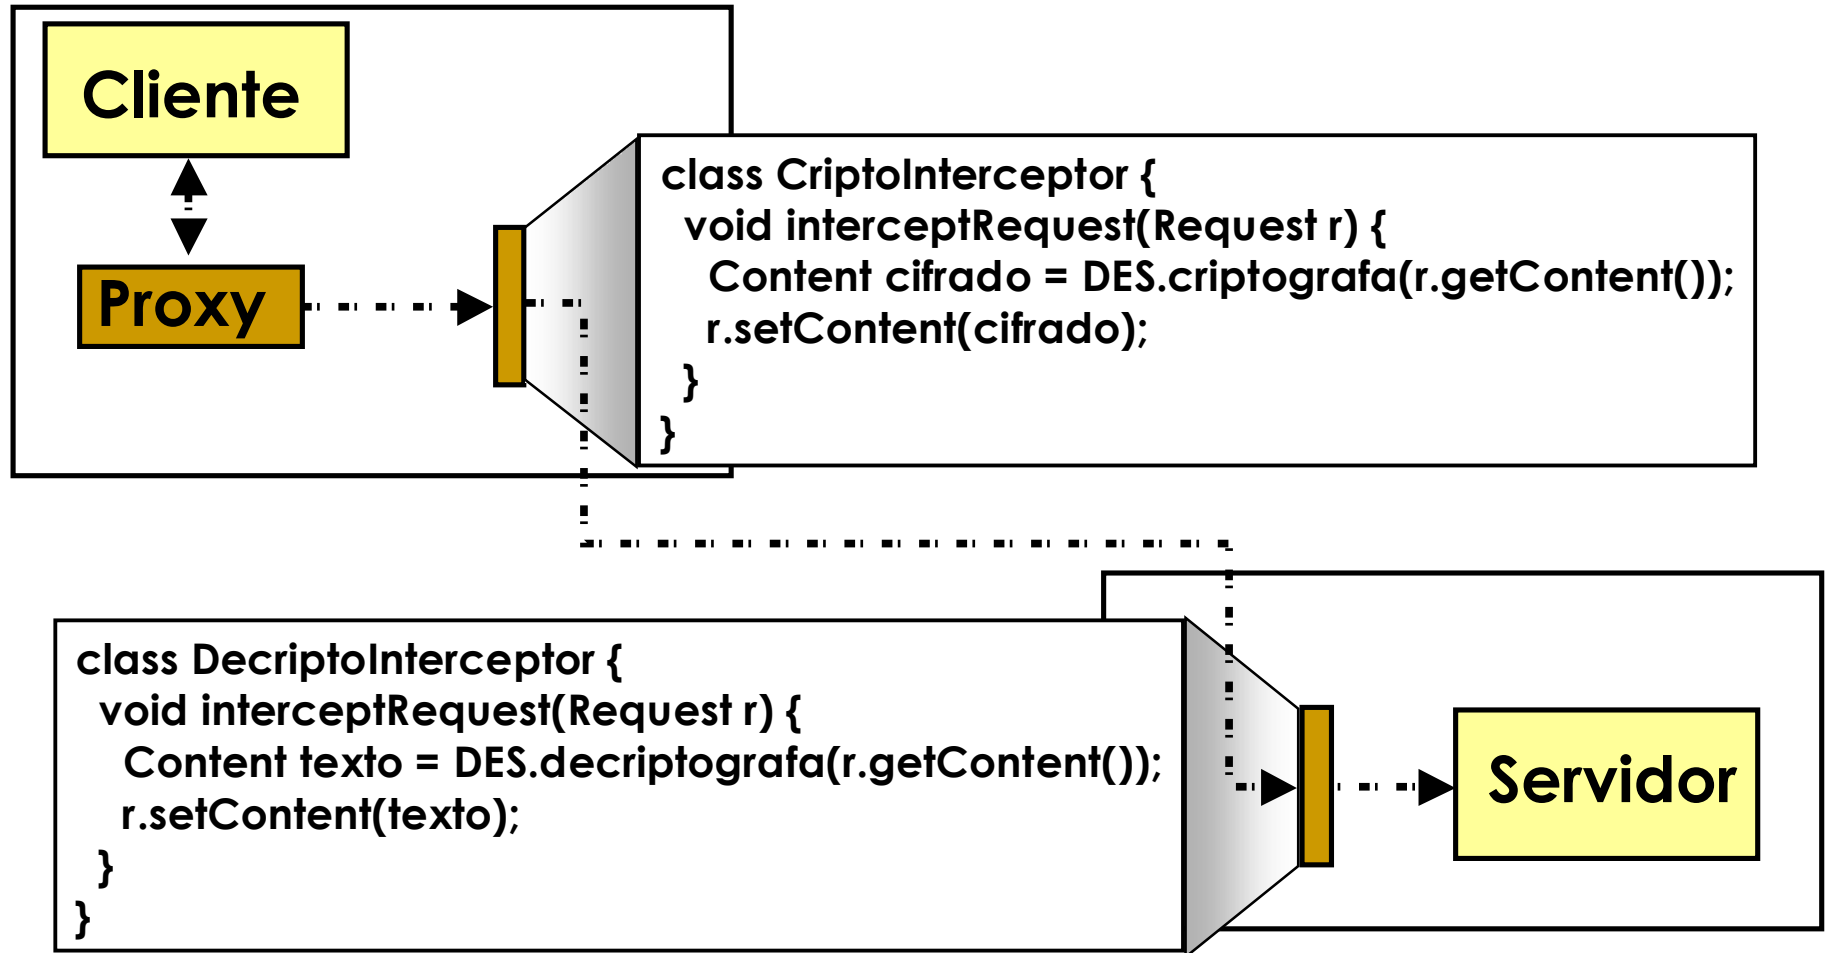 Cliente
Proxy
class CriptoInterceptor {
void interceptRequest(Request r) {
Content cifrado = DES.criptografa(r.getContent());
r.setContent(cifrado);
}
}
class DecriptoInterceptor {
void interceptRequest(Request r) {
Content texto = DES.decriptografa(r.getContent());
r.setContent(texto);
}
}
Servidor